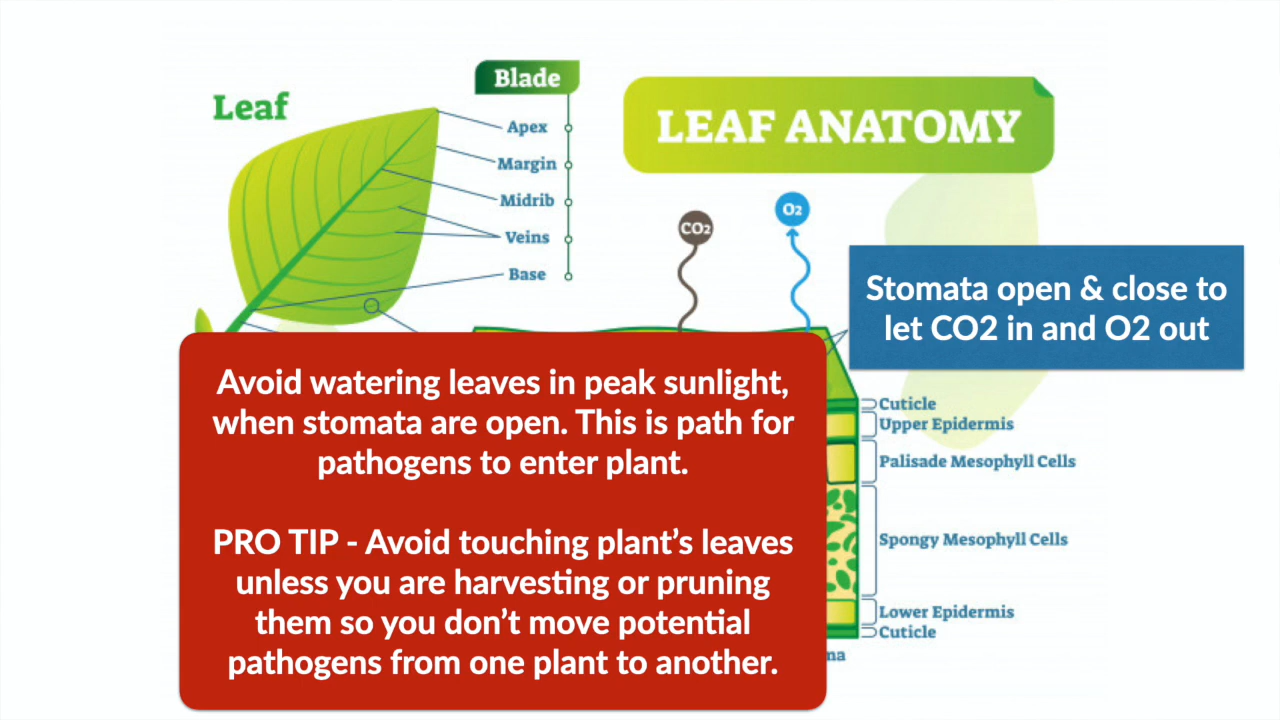 Leaf
Blade
Apex
Margin
Midrib
Veins
Base
LEAF ANATOMY
CO2
O2
Stomata open & close to
let CO2 in and O2 out
Avoid watering leaves in peak sunlight,
when stomata are open. This is path for
pathogens to enter plant.
PRO TIP - Avoid touching plant’s leaves
unless you are harvesting or pruning
them so you don’t move potential
pathogens from one plant to another.
Cuticle
Upper Epidermis
Palisade Mesophyll Cells
Spongy Mesophyll Cells
Lower Epidermis
Cuticle